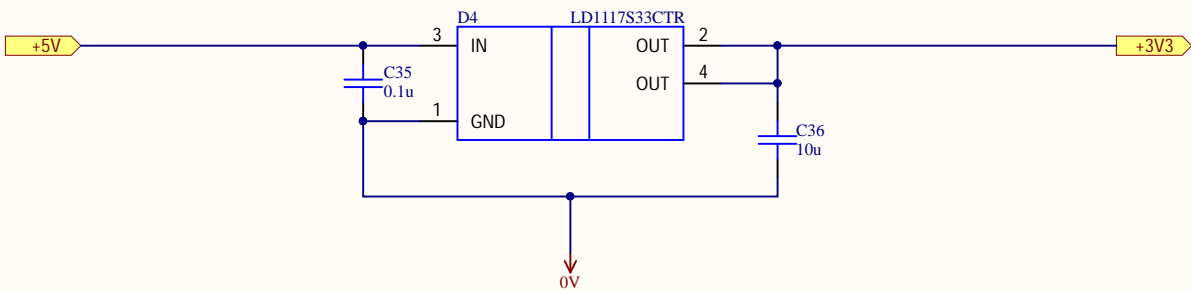 D4 LD1117S33CTR
+5V 3 IN OUT 2 +3V3
C35 OUT 4
0.1u
1 GND
C36
10u
0V